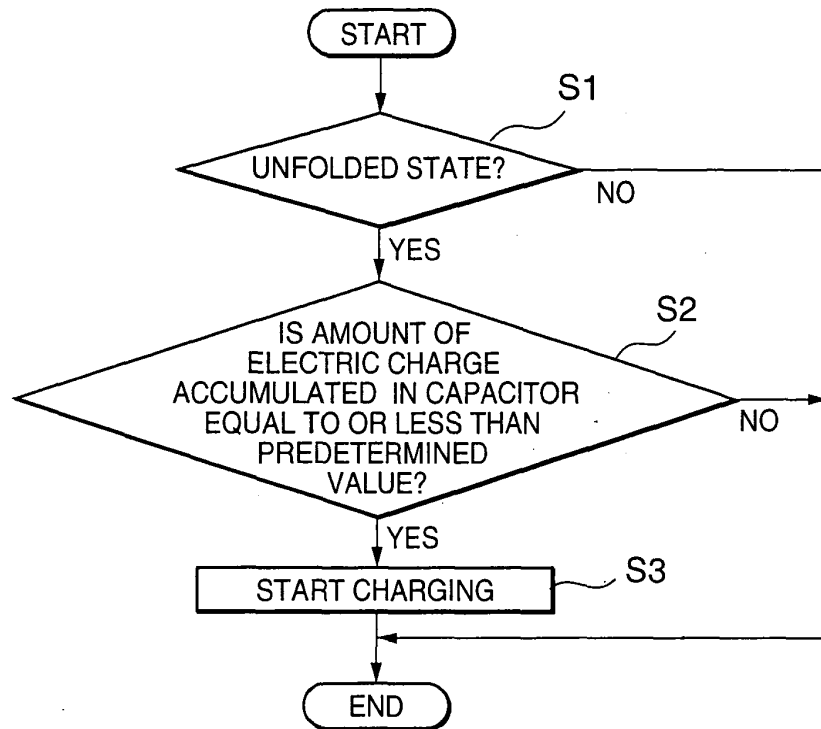 START
S1
UNFOLDED STATE?
NO
YES
S2
IS AMOUNT OF
ELECTRIC CHARGE
ACCUMULATED IN CAPACITOR
EQUAL TO OR LESS THAN
PREDETERMINED
VALUE?
NO
YES
START CHARGING
S3
END